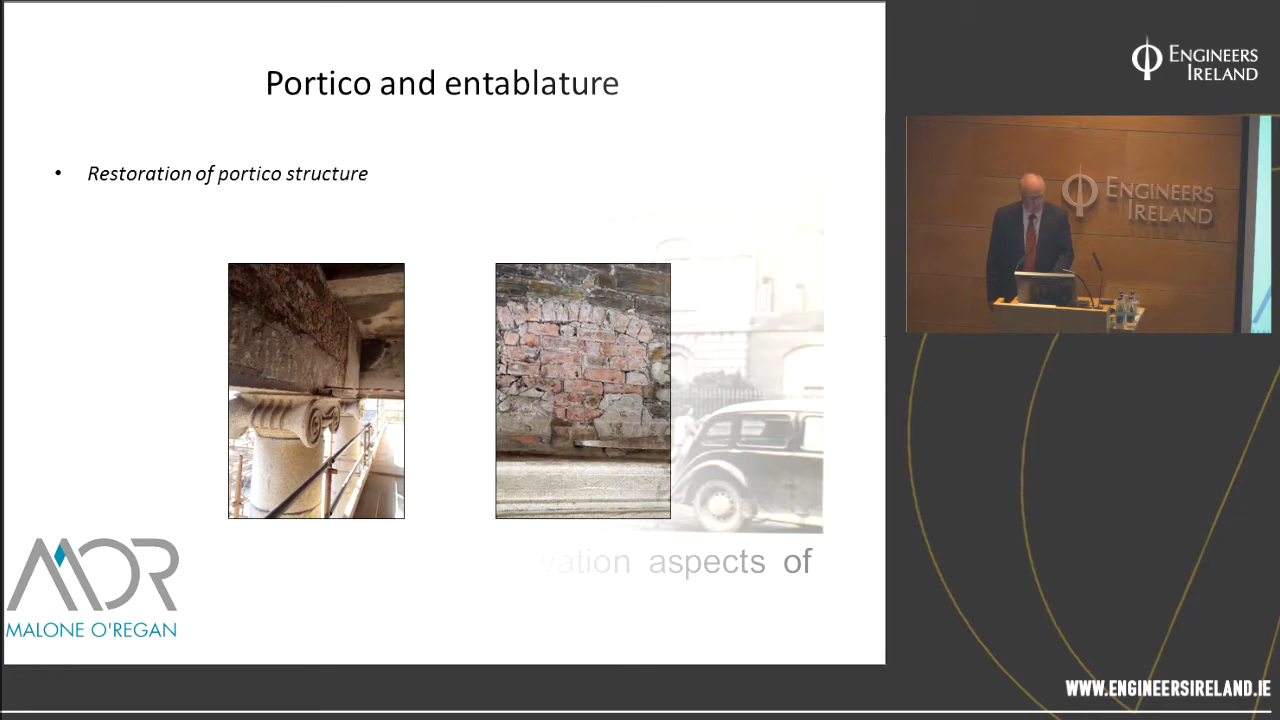 Portico and entablature
• Restoration of portico structure
vation aspects of
MOR
MALONE O'REGAN
ENGINEERS
IRELAND
ENGINEERS
IRELAND
WWW.ENGINEERSIRELAND.IE